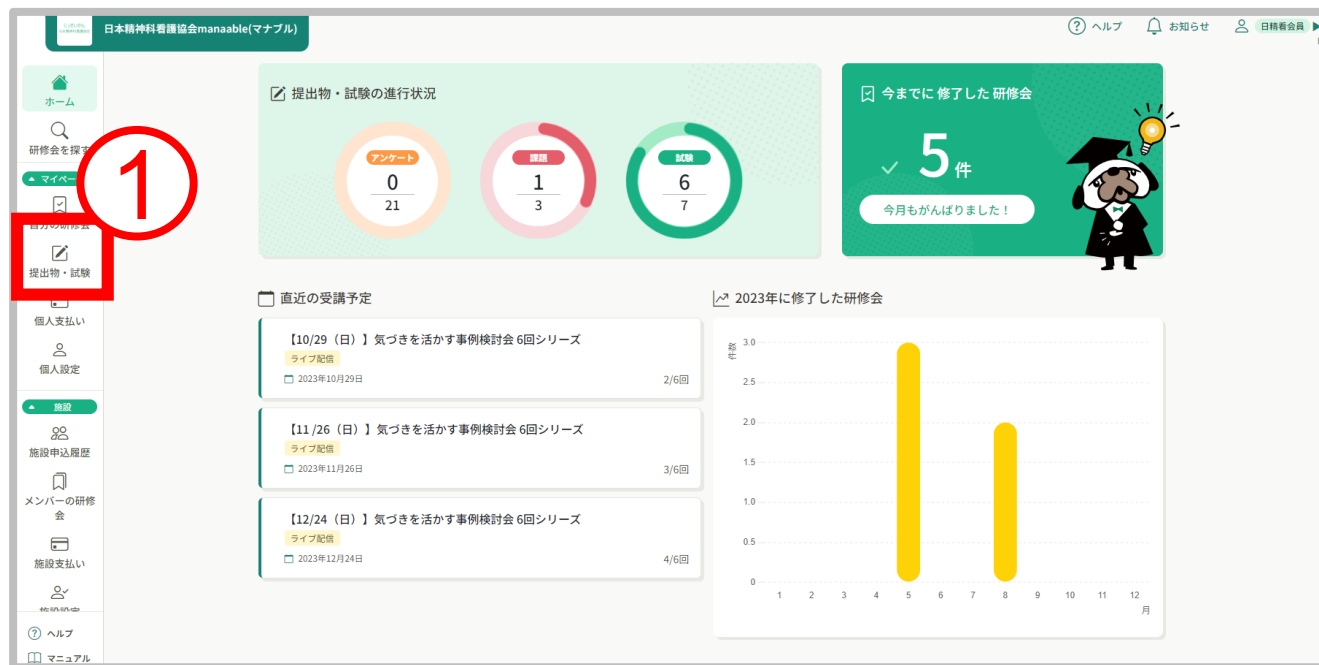 日本精神科看護協会manaable(マナブル)
ヘルプ
お知らせ
日精看会員
ホーム
研修会を探す
マイペー
①
自分の研修会
提出物・試験
個人支払い
個人設定
施設
施設申込履歴
メンバーの研修
会
施設支払い
施設設定
ヘルプ
マニュアル
提出物・試験の進行状況
アンケート
0
21
課題
1
3
試験
6
7
今までに 修了した 研修会
5 件
今月もがんばりました！
直近の受講予定
【10/29（日）】気づきを活かす事例検討会 6回シリーズ
ライブ配信
2023年10月29日
2/6回
【11 /26（日）】気づきを活かす事例検討会 6回シリーズ
ライブ配信
2023年11月26日
3/6回
【12/24（日）】気づきを活かす事例検討会 6回シリーズ
ライブ配信
2023年12月24日
4/6回
2023年に修了した研修会
件数
3.0
2.5
2.0
1.5
1.0
0.5
0
1 2 3 4 5 6 7 8 9 10 11 12
月